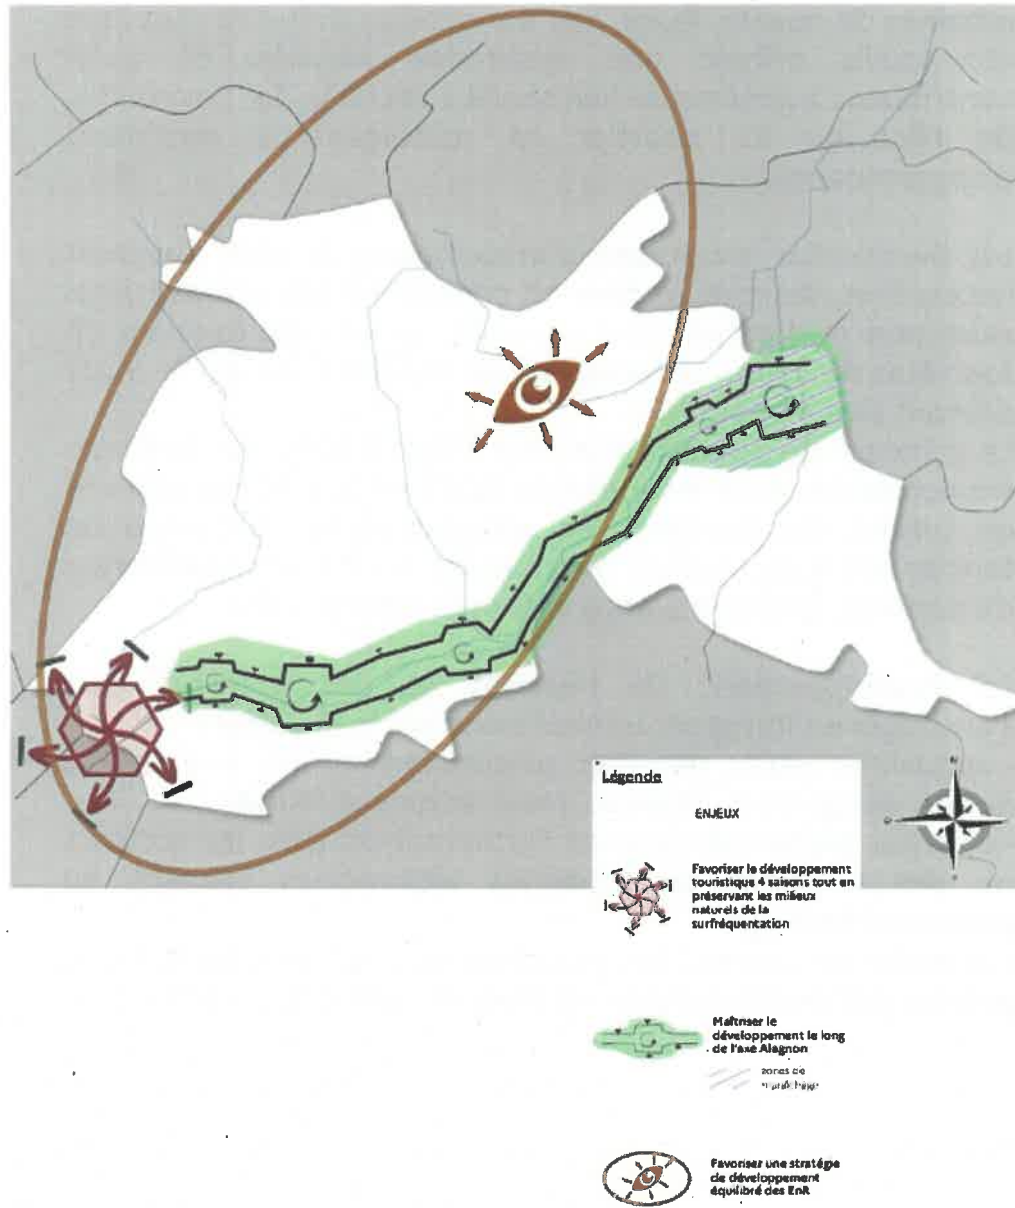 Légende
ENJEUX
Favoriser le développement
touristique 4 saisons tout en
préservant les milieux
naturels de la
surfréquentation
Maîtriser le
développement le long
de l'axe Alagnon
zones de
maraîchage
Favoriser une stratégie
de développement
équilibré des EnR